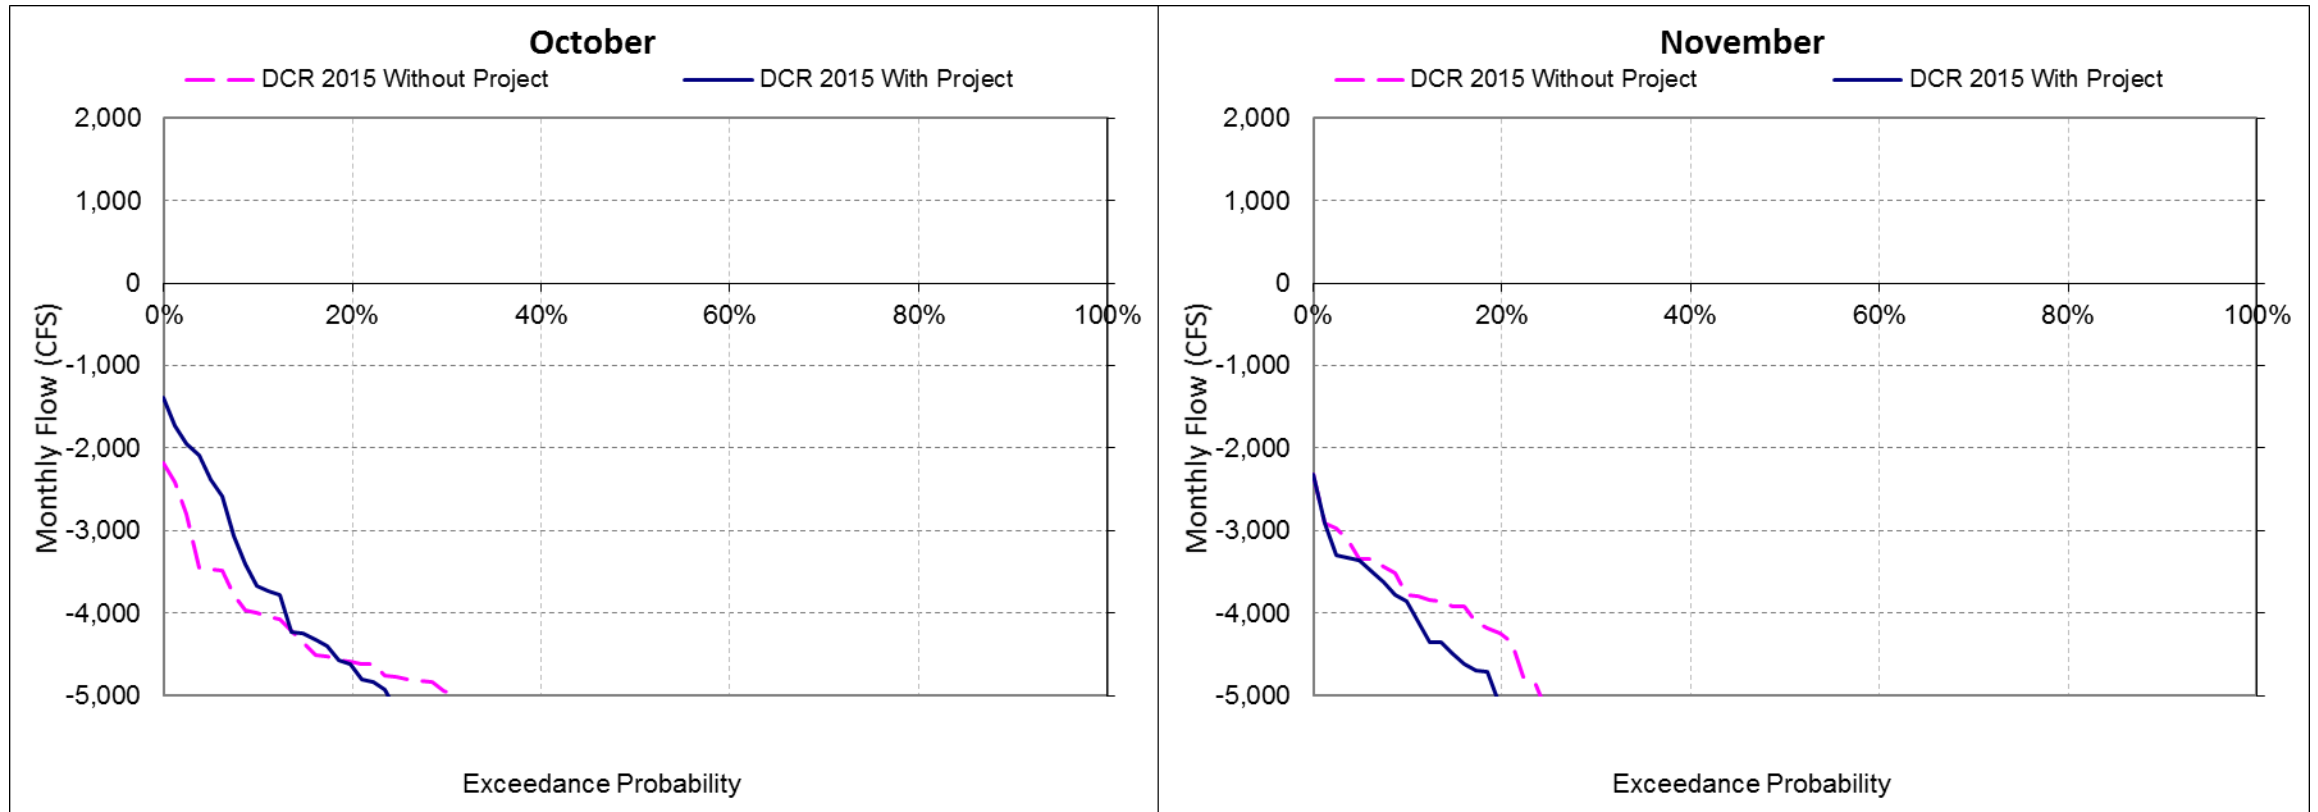 October
DCR 2015 Without Project
DCR 2015 With Project
2,000
1,000
0
-1,000
-2,000
-3,000
-4,000
-5,000
0%
20%
40%
60%
80%
100%
Monthly Flow (CFS)
Exceedance Probability
November
DCR 2015 Without Project
DCR 2015 With Project
2,000
1,000
0
-1,000
-2,000
-3,000
-4,000
-5,000
0%
20%
40%
60%
80%
100%
Monthly Flow (CFS)
Exceedance Probability